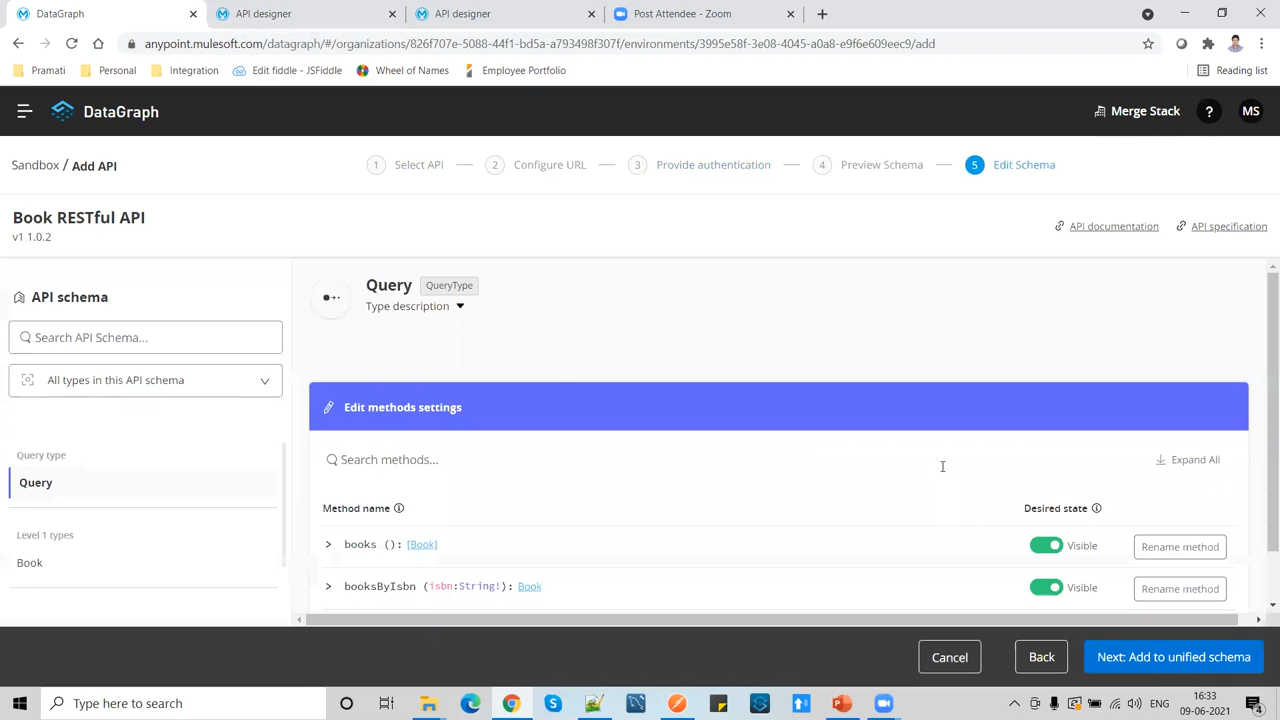 DataGraph
API designer
API designer
Post Attendee - Zoom
anypoint.mulesoft.com/datagraph/#/organizations/826f707e-5088-44f1-bd5a-a793498f307f/environments/3995e58f-3e08-4045-a0a8-e9f6e609eec9/add
Pramati
Personal
Integration
Edit fiddle - JSFiddle
Wheel of Names
Employee Portfolio
Reading list
DataGraph
Merge Stack
?
MS
Sandbox / Add API
1 Select API
2 Configure URL
3 Provide authentication
4 Preview Schema
5 Edit Schema
Book RESTful API
v1 1.0.2
API documentation
API specification
API schema
Search API Schema...
All types in this API schema
Query type
Query
Level 1 types
Book
Query QueryType
Type description
Edit methods settings
Search methods...
Expand All
Method name
Desired state
books (): [Book]
Visible
Rename method
booksByIsbn (isbn:String!): Book
Visible
Rename method
Cancel
Back
Next: Add to unified schema
Type here to search
ENG
16:33
09-06-2021
4